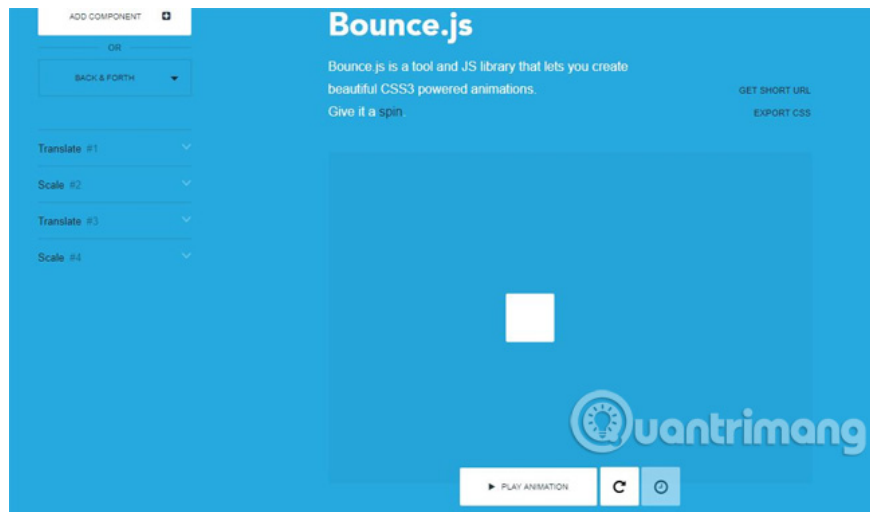 ADD COMPONENT
OR
BACK & FORTH
Translate #1
Scale #2
Translate #3
Scale #4
Bounce.js
Bounce.js is a tool and JS library that lets you create
beautiful CSS3 powered animations.
Give it a spin.
GET SHORT URL
EXPORT CSS
PLAY ANIMATION
Quantrimang